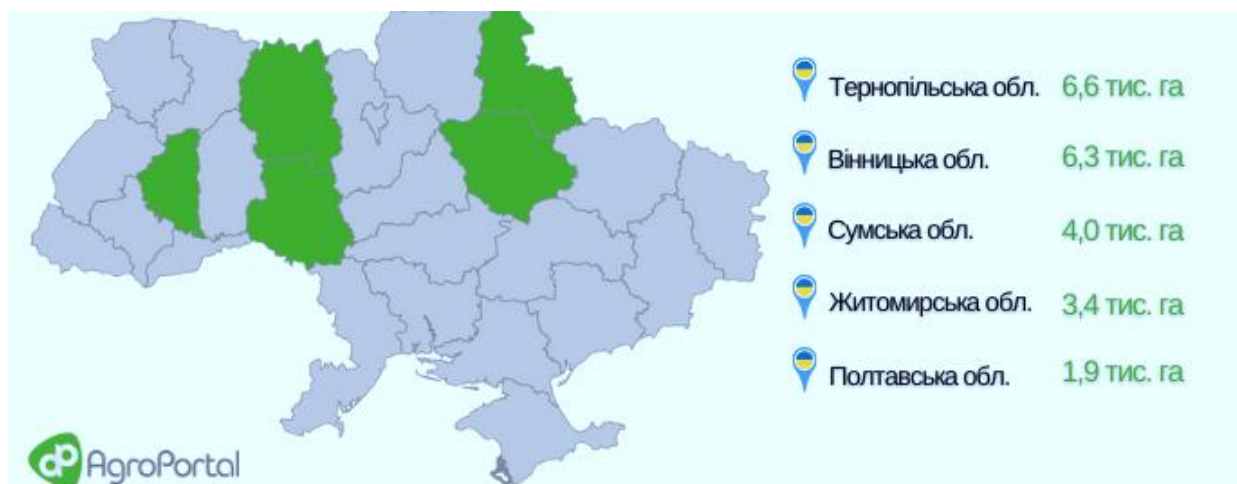 Тернопільська обл. 6,6 тис. га
Вінницька обл. 6,3 тис. га
Сумська обл. 4,0 тис. га
Житомирська обл. 3,4 тис. га
Полтавська обл. 1,9 тис. га
AgroPortal